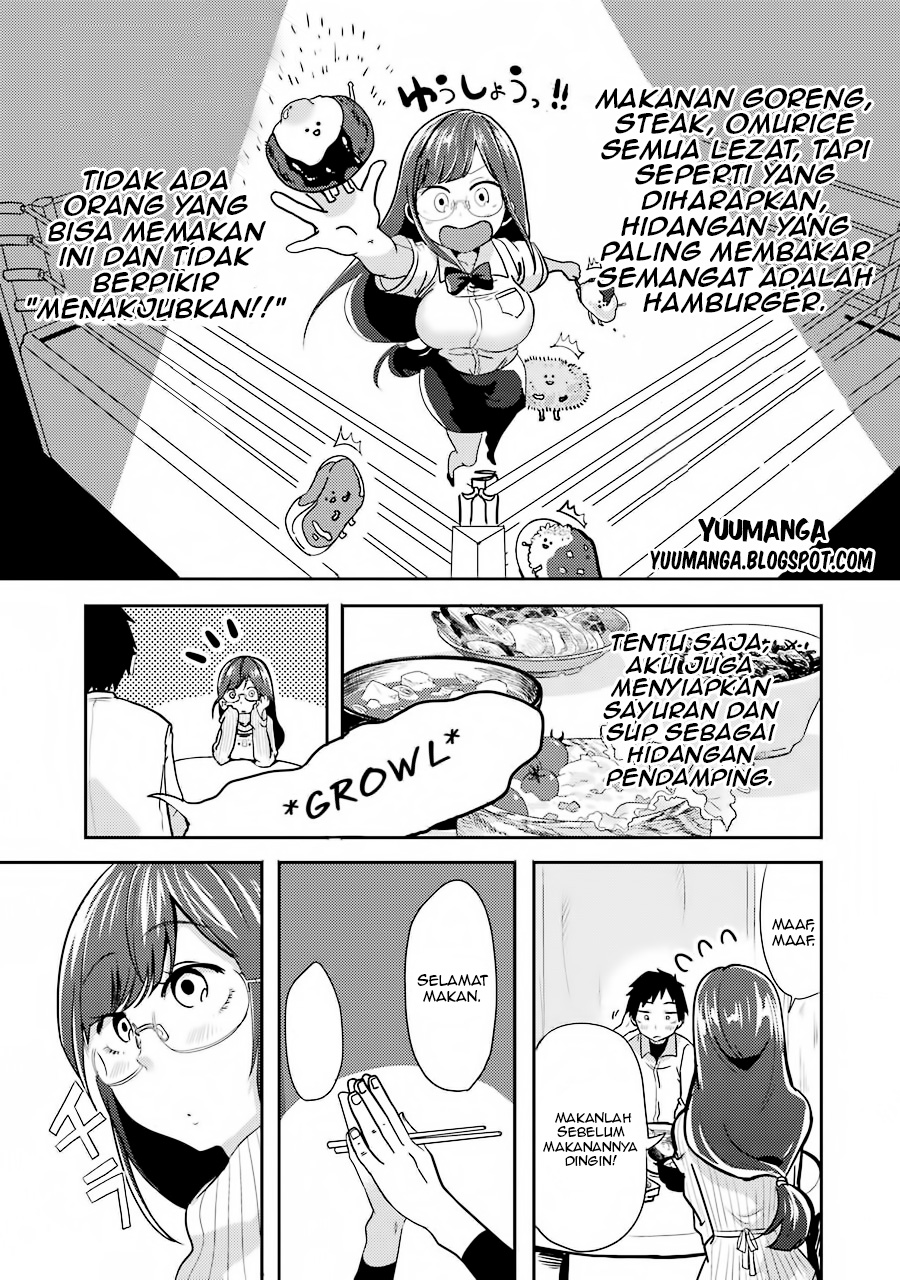 MAKANAN GORENG,
STEAK, OMURICE
SEMUA LEZAT, TAPI
SEPERTI YANG
DIHARAPKAN,
HIDANGAN YANG
PALING MEMBAKAR
SEMANGAT ADALAH
HAMBURGER.
ゆうしょうっ!!
TIDAK ADA
ORANG YANG
BISA MEMAKAN
INI DAN TIDAK
BERPIKIR
"MENAKJUBKAN!!"
YUUMANGA
YUUMANGA.BLOGSPOT.COM
TENTU SAJA,
AKU JUGA
MENYIAPKAN
SAYURAN DAN
SUP SEBAGAI
HIDANGAN
PENDAMPING.
*GROWL*
MAAF,
MAAF.
MAKANLAH
SEBELUM
MAKANANNYA
DINGIN!
SELAMAT
MAKAN.
キラ